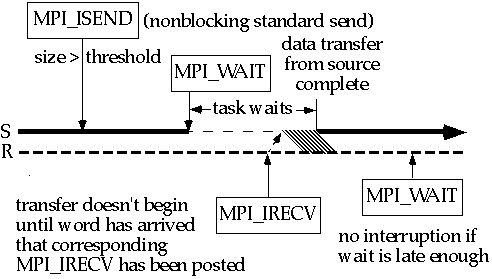 MPI_ISEND (nonblocking standard send)
size > threshold
MPI_WAIT
data transfer
from source
complete
task waits
S
R
transfer doesn't begin
until word has arrived
that corresponding
MPI_IRECV has been posted
MPI_IRECV
MPI_WAIT
no interruption if
wait is late enough